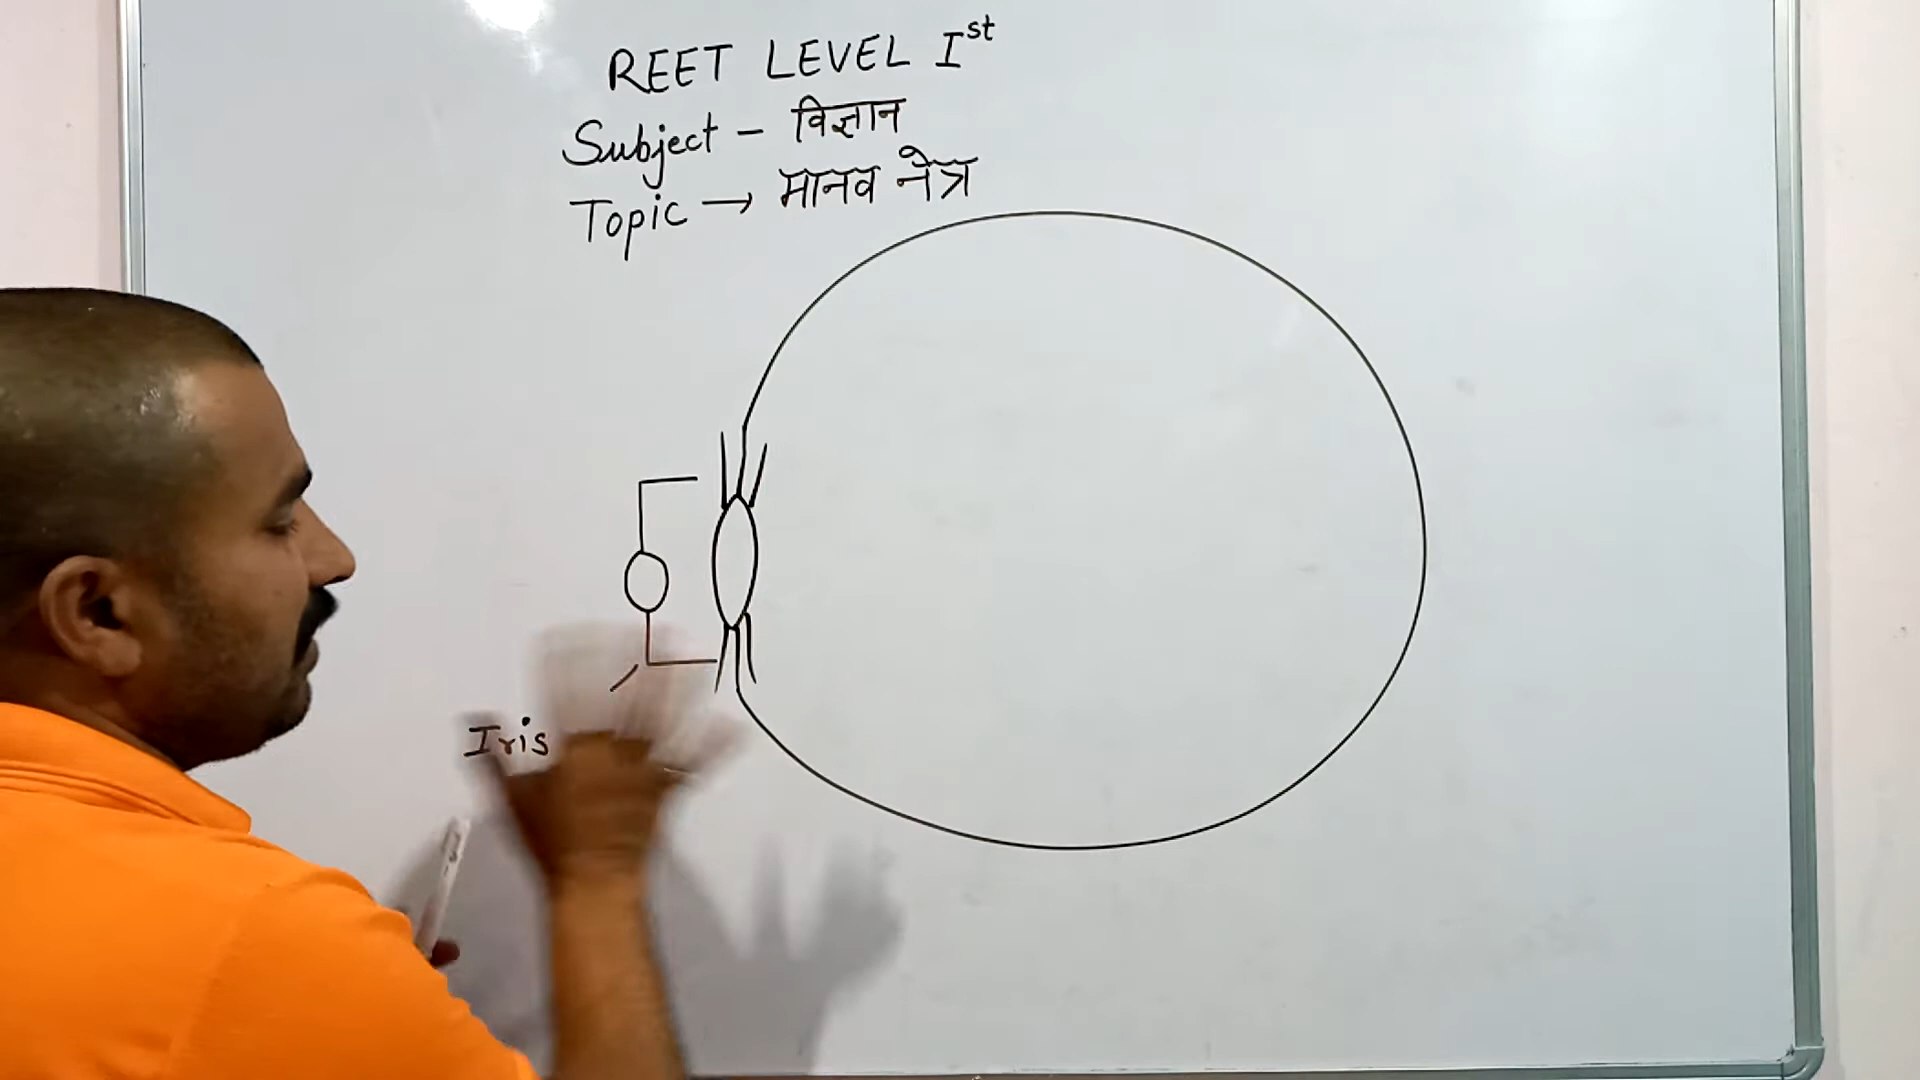 REET LEVEL Ist
Subject - विज्ञान
Topic → मानव नेत्र
Iris